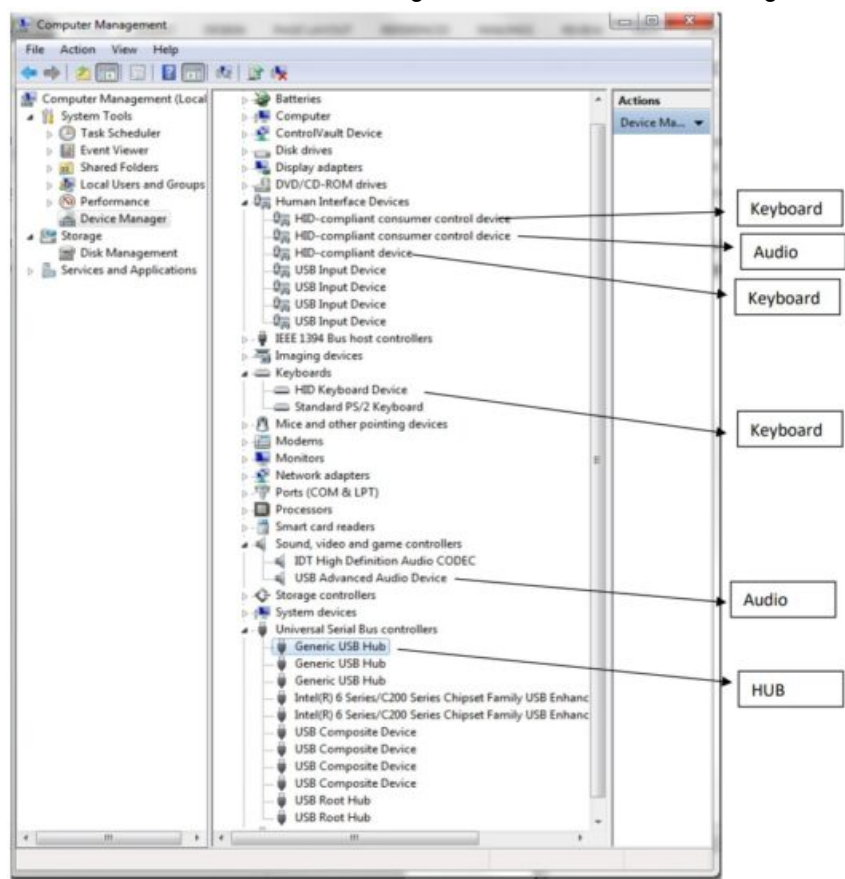 Computer Management
File Action View Help
Computer Management (Local
System Tools
Task Scheduler
Event Viewer
Shared Folders
Local Users and Groups
Performance
Device Manager
Storage
Disk Management
Services and Applications
Batteries
Computer
ControlVault Device
Disk drives
Display adapters
DVD/CD-ROM drives
Human Interface Devices
HID-compliant consumer control device
HID-compliant consumer control device
HID-compliant device
USB Input Device
USB Input Device
USB Input Device
USB Input Device
IEEE 1394 Bus host controllers
Imaging devices
Keyboards
HID Keyboard Device
Standard PS/2 Keyboard
Mice and other pointing devices
Modems
Monitors
Network adapters
Ports (COM & LPT)
Processors
Smart card readers
Sound, video and game controllers
IDT High Definition Audio CODEC
USB Advanced Audio Device
Storage controllers
System devices
Universal Serial Bus controllers
Generic USB Hub
Generic USB Hub
Generic USB Hub
Intel(R) 6 Series/C200 Series Chipset Family USB Enhanc
Intel(R) 6 Series/C200 Series Chipset Family USB Enhanc
USB Composite Device
USB Composite Device
USB Composite Device
USB Composite Device
USB Root Hub
USB Root Hub
Actions
Device Ma...
Keyboard
Audio
Keyboard
Keyboard
Audio
HUB